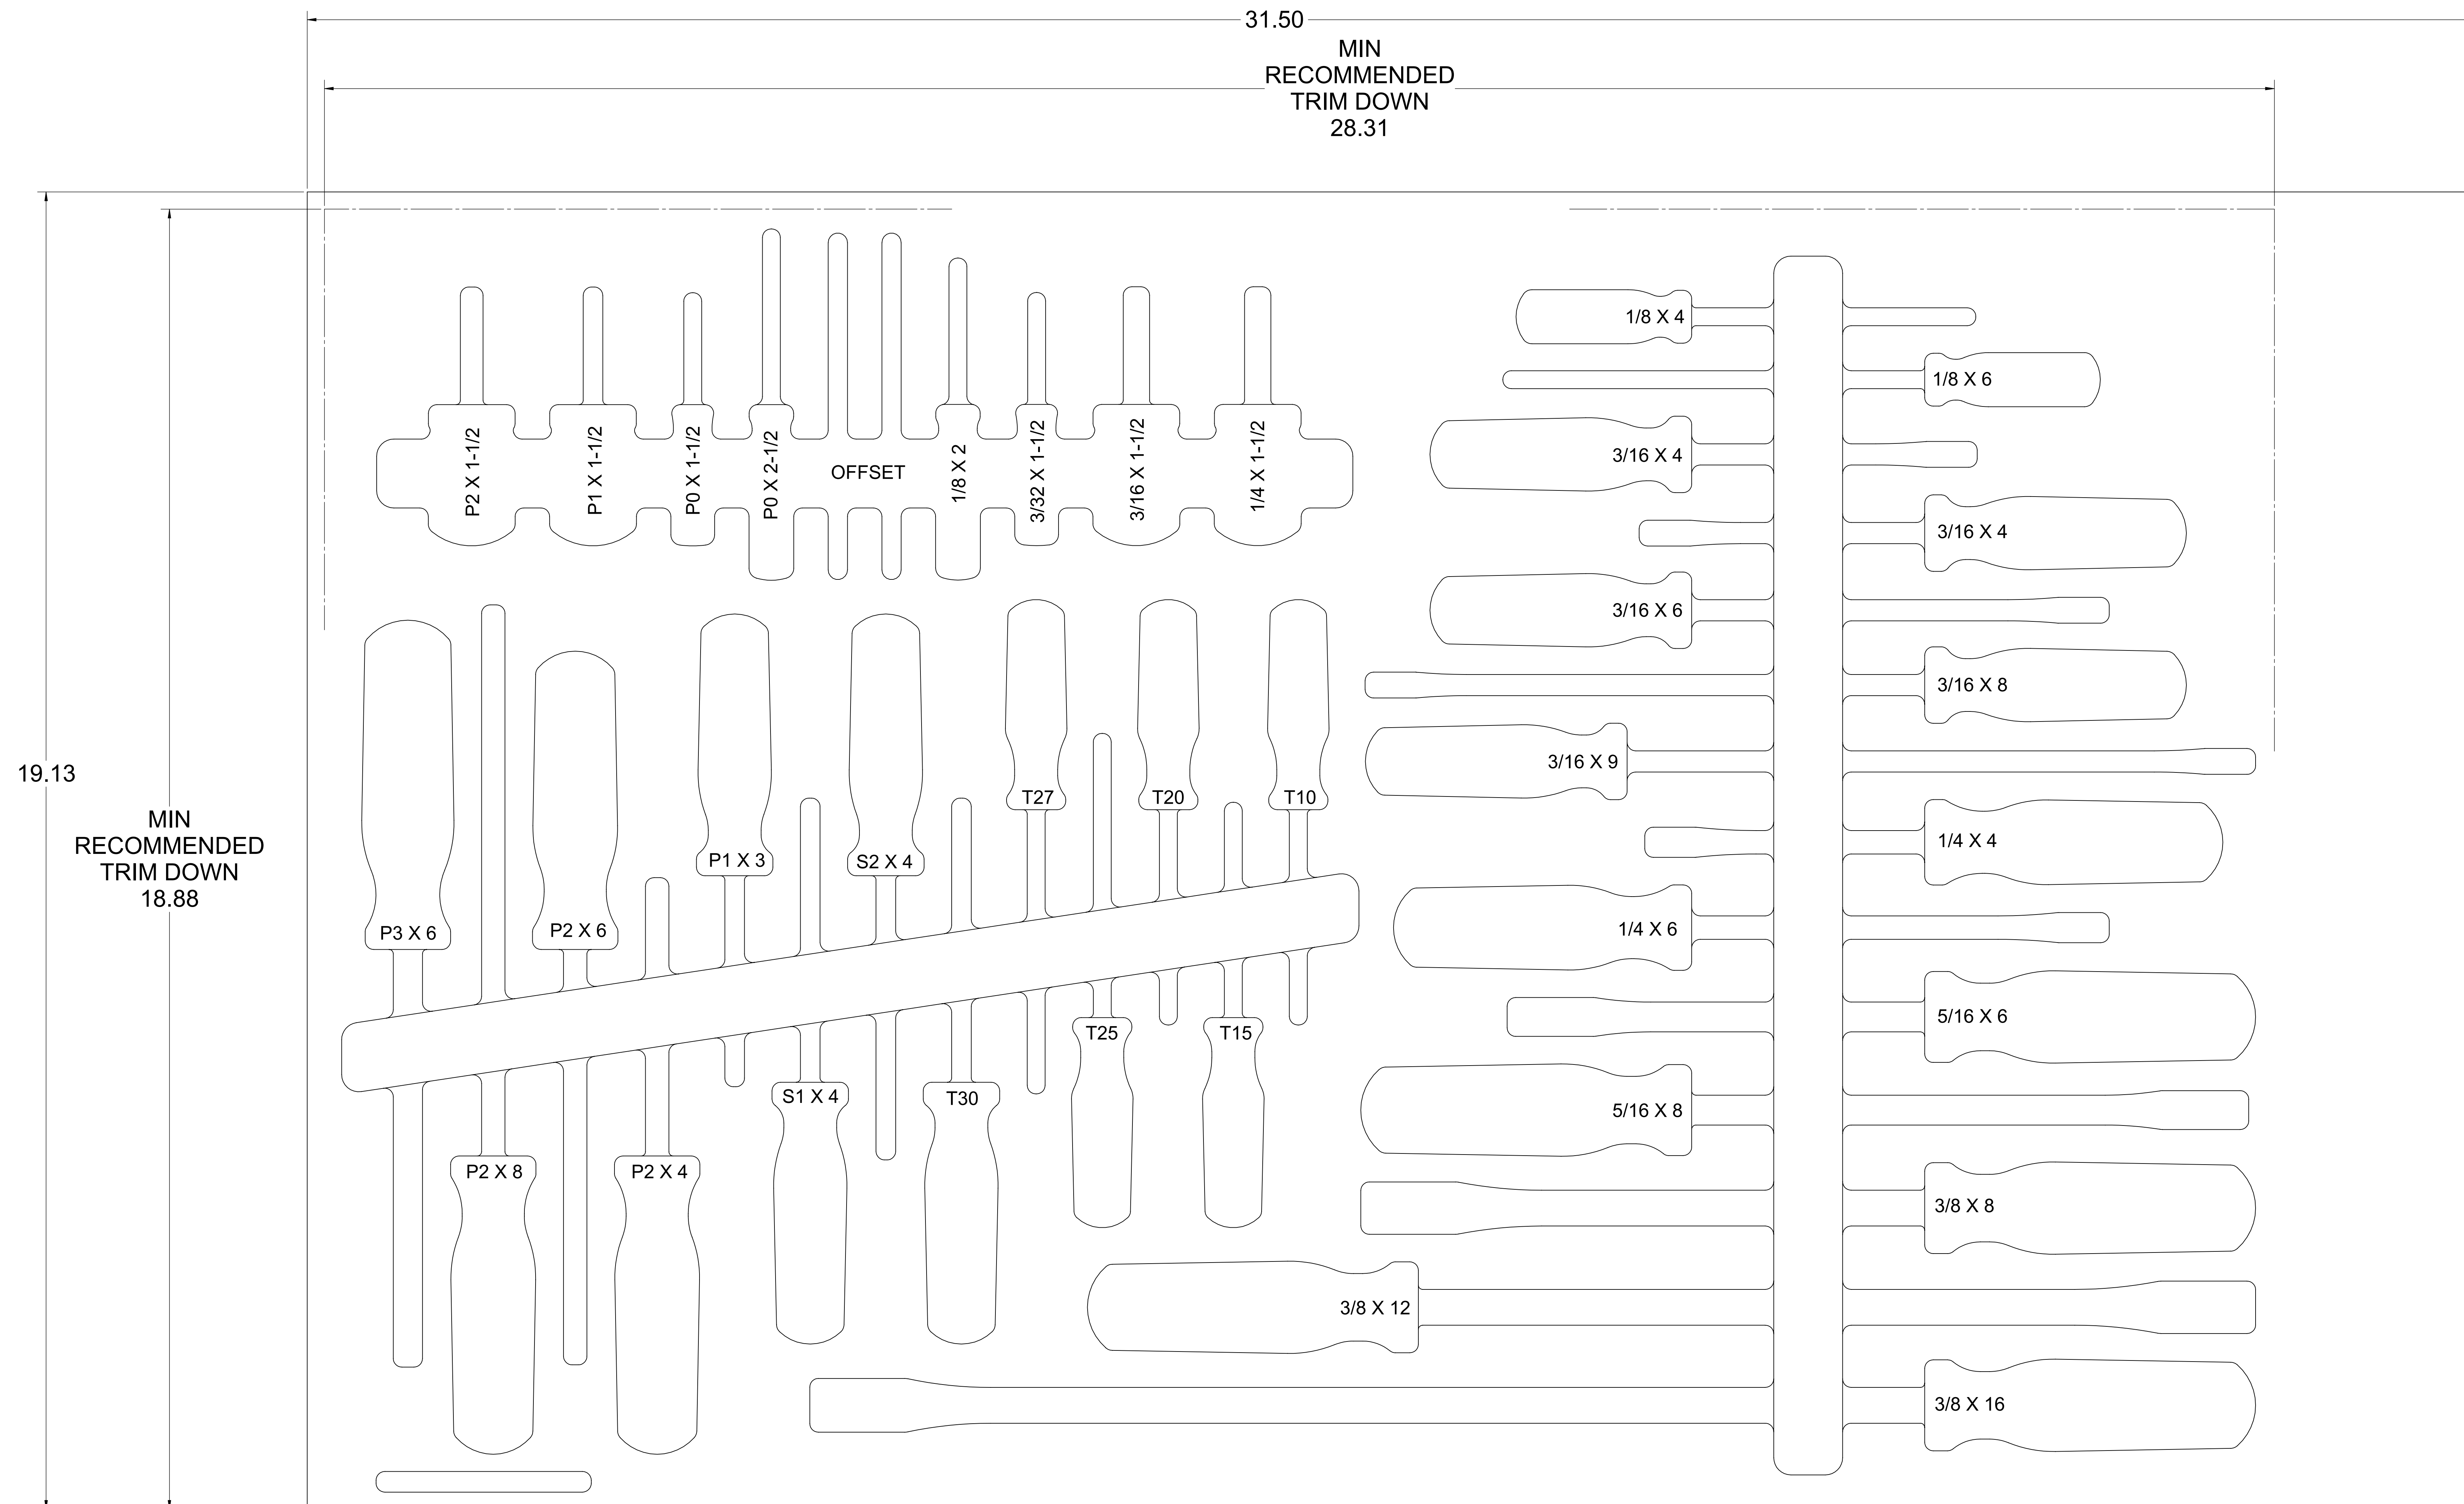 31.50
MIN
RECOMMENDED
TRIM DOWN
28.31
19.13
MIN
RECOMMENDED
TRIM DOWN
18.88
P2 X 1-1/2
P1 X 1-1/2
P0 X 1-1/2
P0 X 2-1/2
OFFSET
1/8 X 2
3/32 X 1-1/2
3/16 X 1-1/2
1/4 X 1-1/2
P3 X 6
P2 X 6
P1 X 3
S2 X 4
T27
T20
T10
P2 X 8
P2 X 4
S1 X 4
T30
T25
T15
1/8 X 4
1/8 X 6
3/16 X 4
3/16 X 4
3/16 X 6
3/16 X 8
3/16 X 9
1/4 X 4
1/4 X 6
5/16 X 6
5/16 X 8
3/8 X 8
3/8 X 12
3/8 X 16